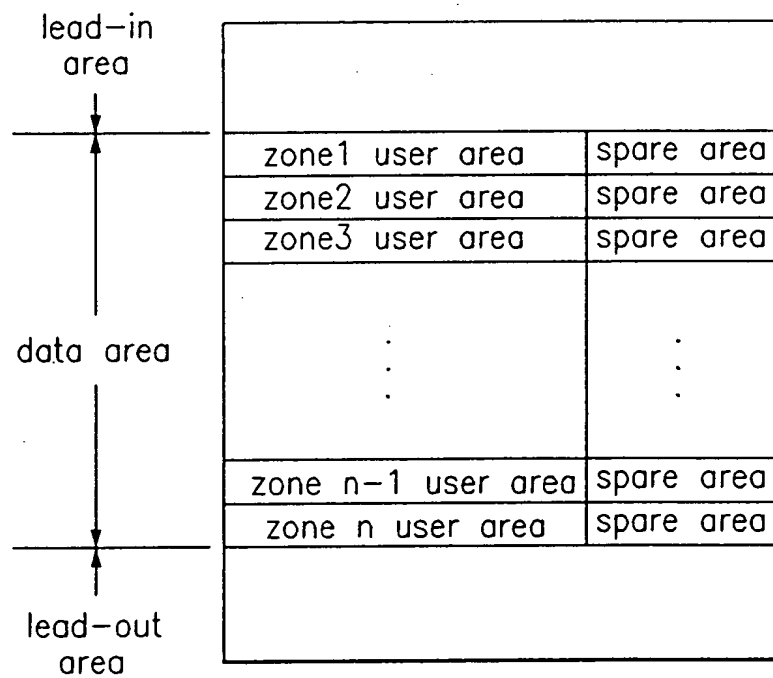 lead-in
area
zone1 user area spare area
zone2 user area spare area
zone3 user area spare area
data area
zone n-1 user area spare area
zone n user area spare area
lead-out
area